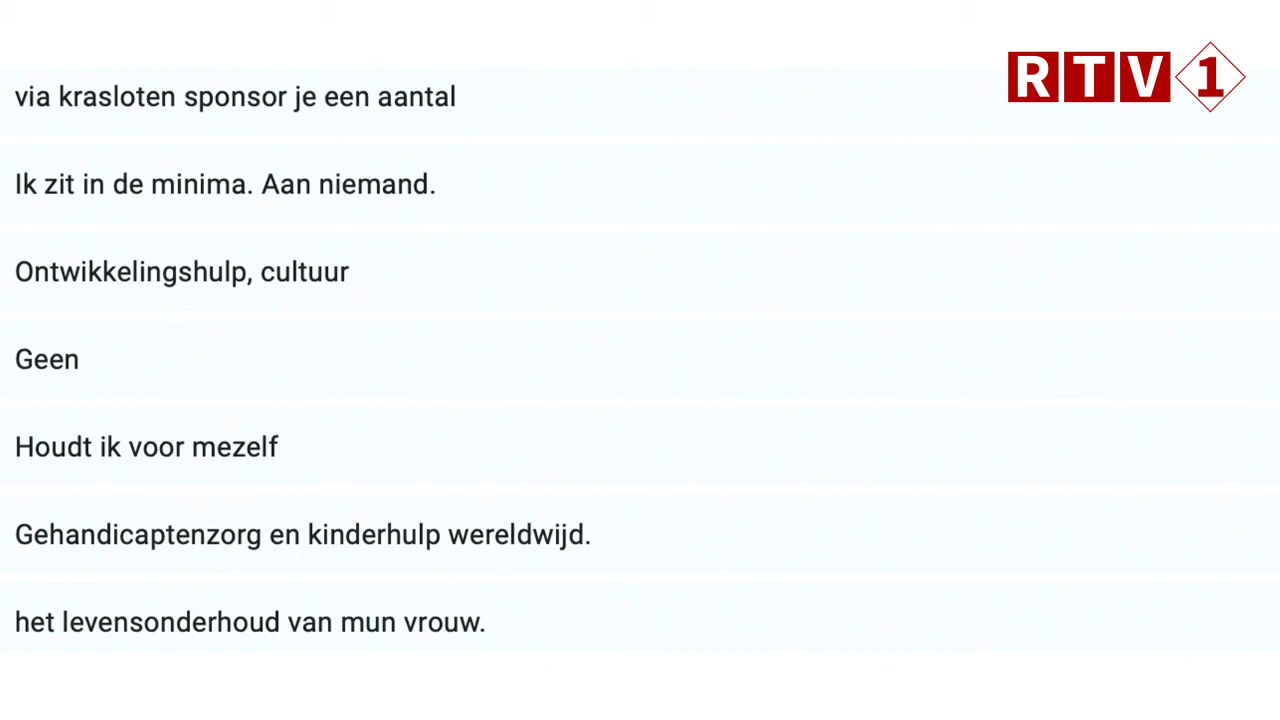 RTV1
via krasloten sponsor je een aantal
Ik zit in de minima. Aan niemand.
Ontwikkelingshulp, cultuur
Geen
Houdt ik voor mezelf
Gehandicaptenzorg en kinderhulp wereldwijd.
het levensonderhoud van mun vrouw.